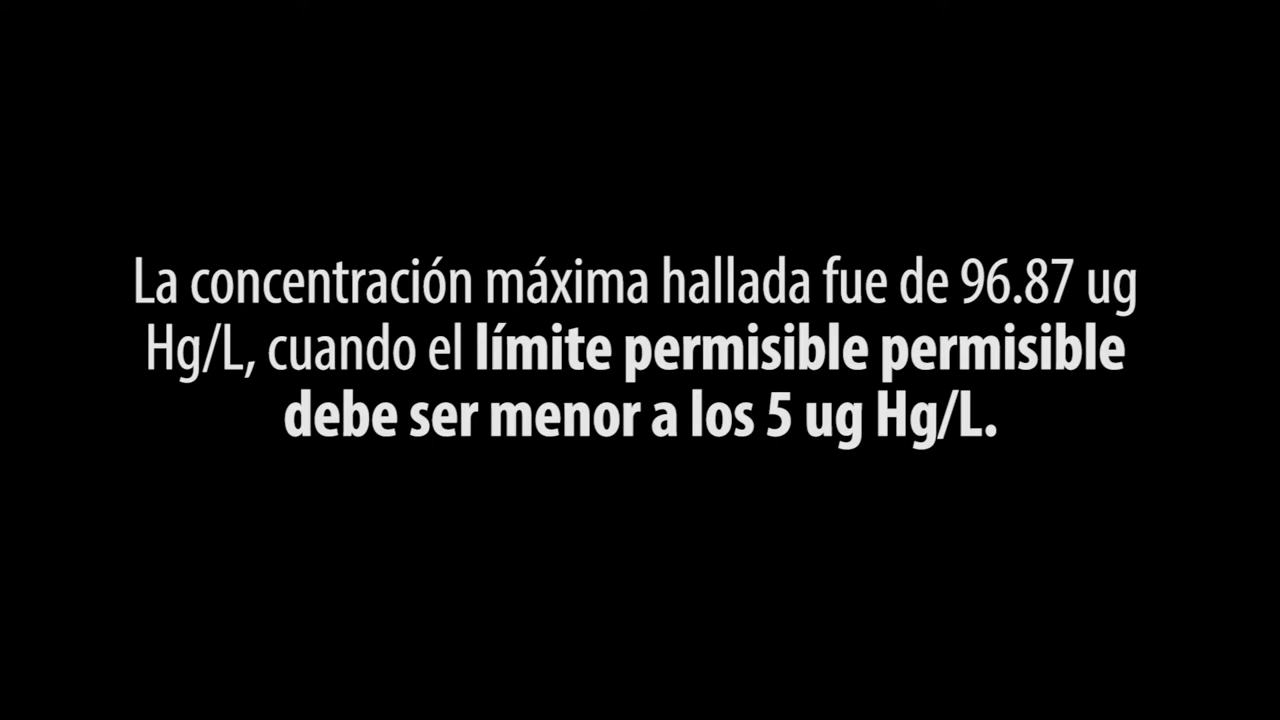 La concentración máxima hallada fue de 96.87 ug
Hg/L, cuando el límite permisible permisible
debe ser menor a los 5 ug Hg/L.